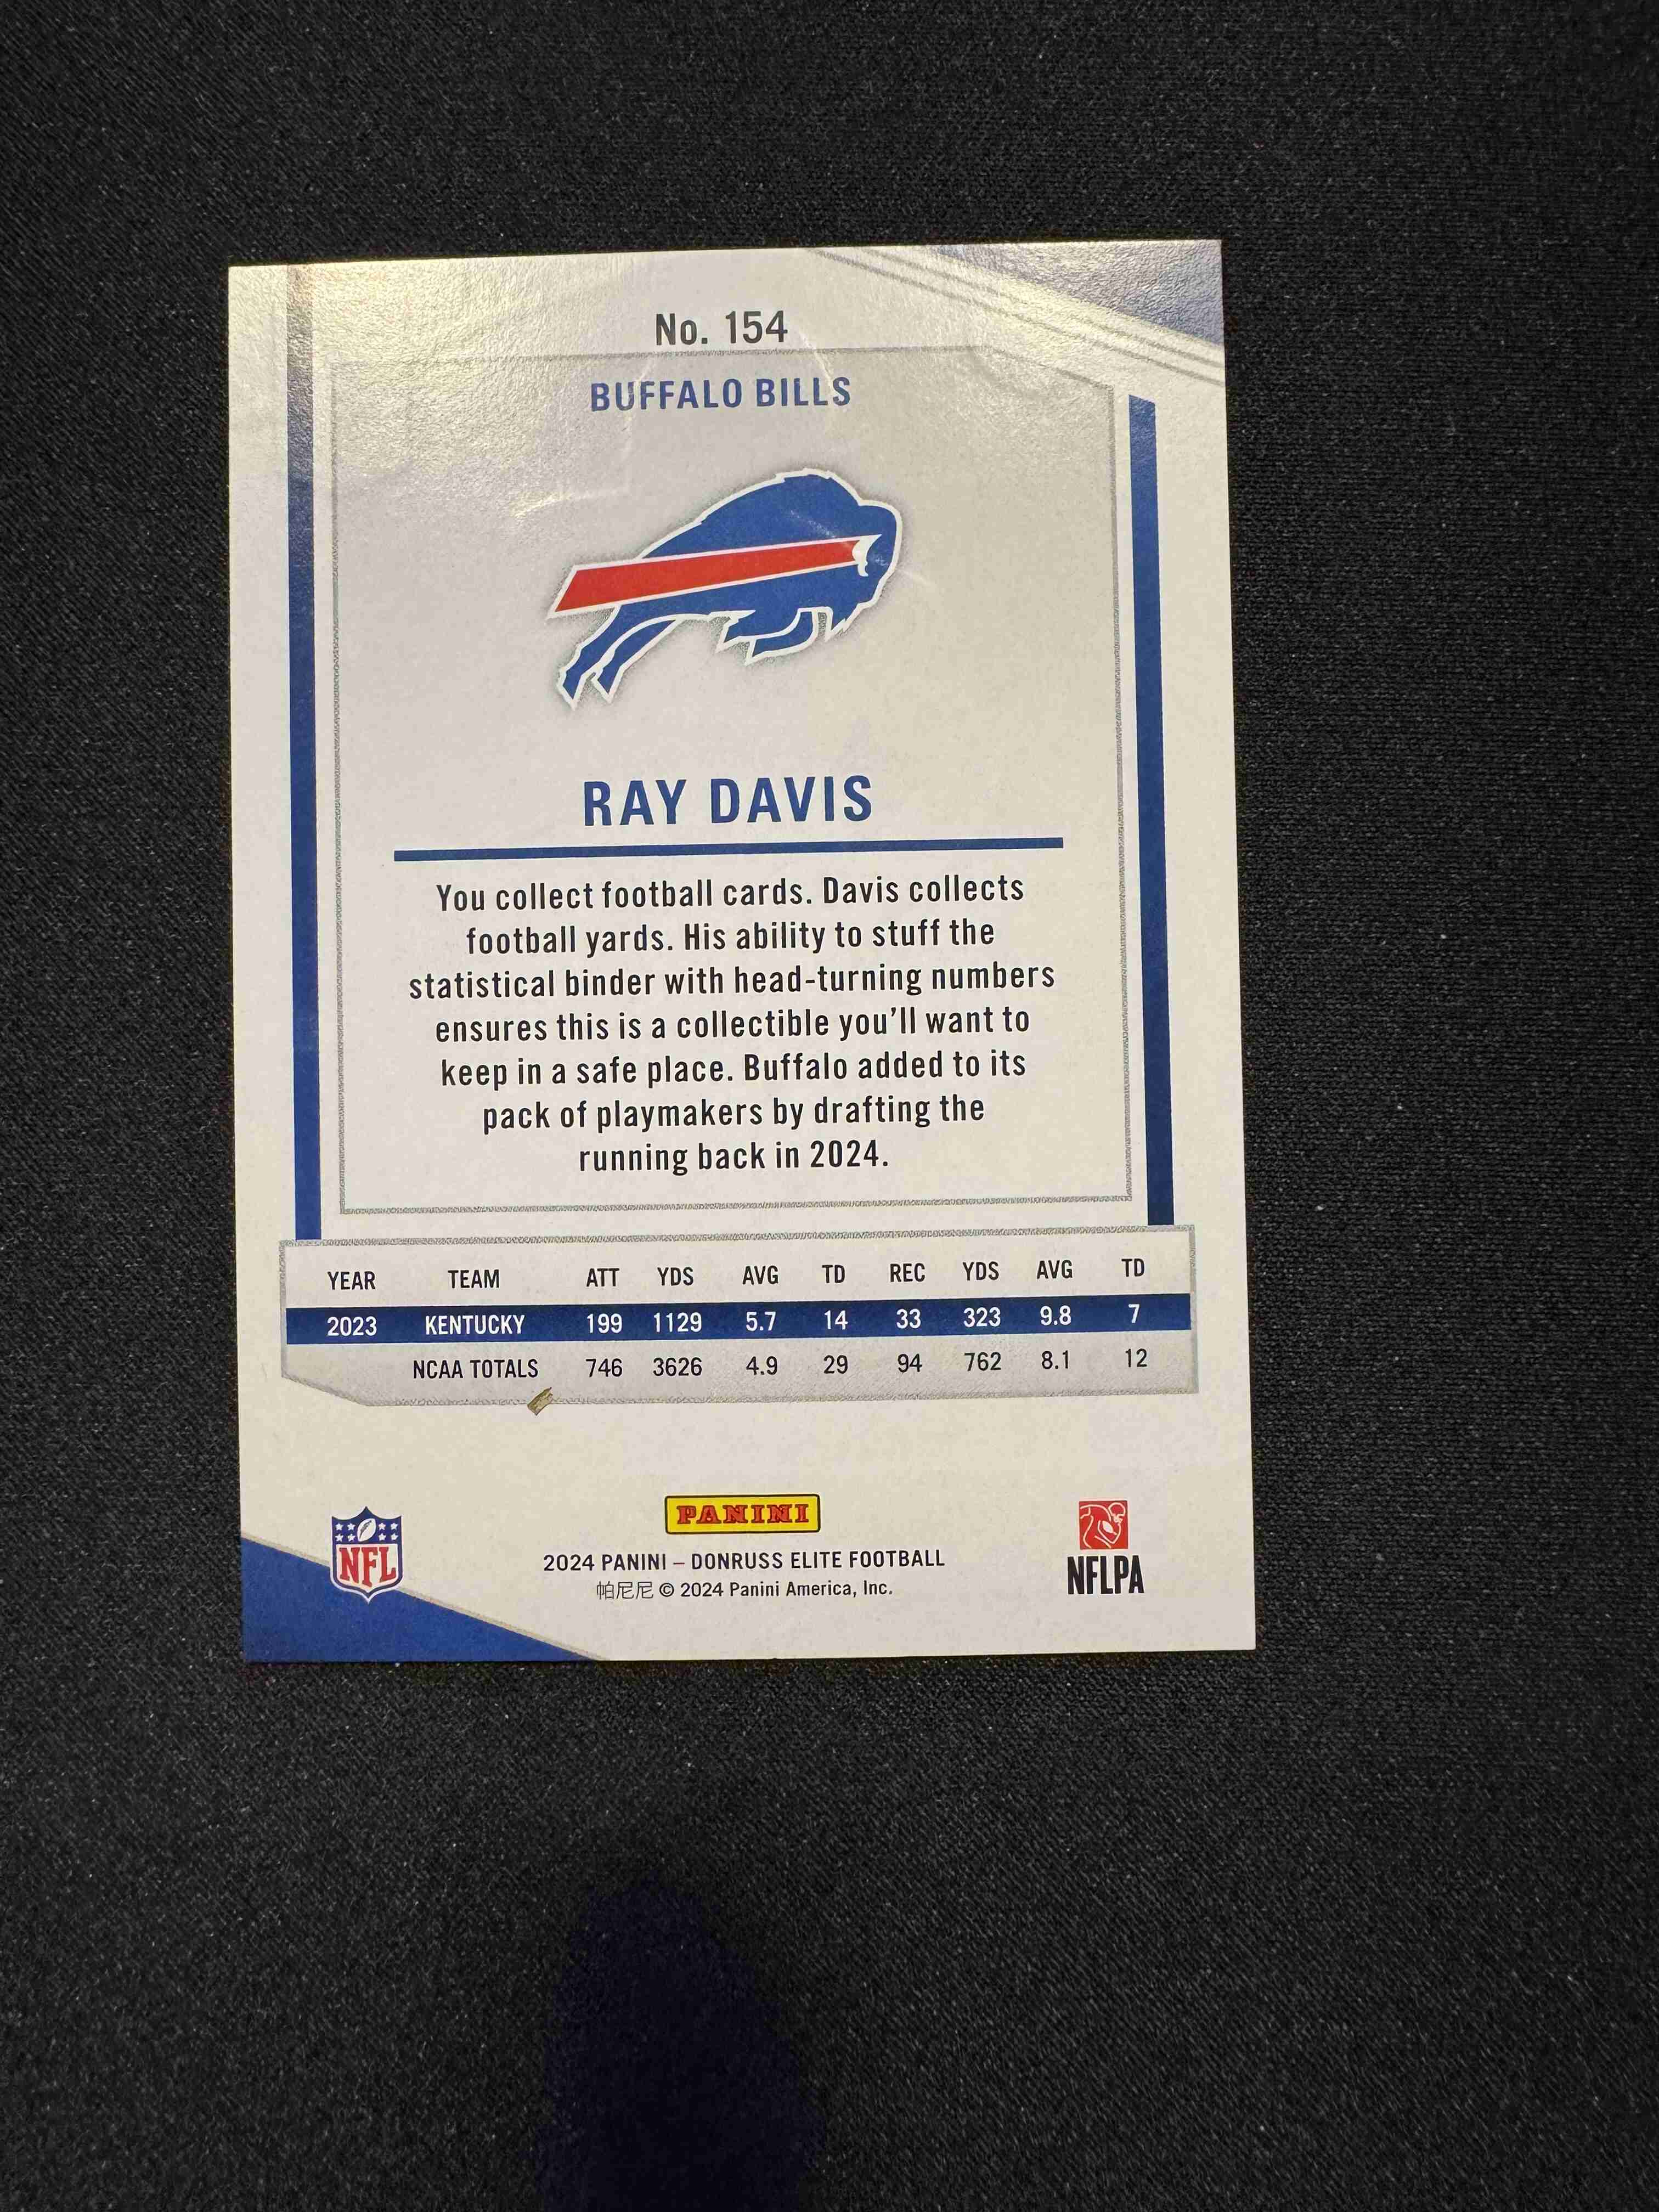 No. 154
BUFFALO BILLS
RAY DAVIS
You collect football cards. Davis collects
football yards. His ability to stuff the
statistical binder with head-turning numbers
ensures this is a collectible you'll want to
keep in a safe place. Buffalo added to its
pack of playmakers by drafting the
running back in 2024.
YEAR TEAM ATT YDS AVG TD REC YDS AVG TD
2023 KENTUCKY 199 1129 5.7 14 33 323 9.8 7
NCAA TOTALS 746 3626 4.9 29 94 762 8.1 12
NFL
PANINI
2024 PANINI – DONRUSS ELITE FOOTBALL
帕尼尼 © 2024 Panini America, Inc.
NFLPA